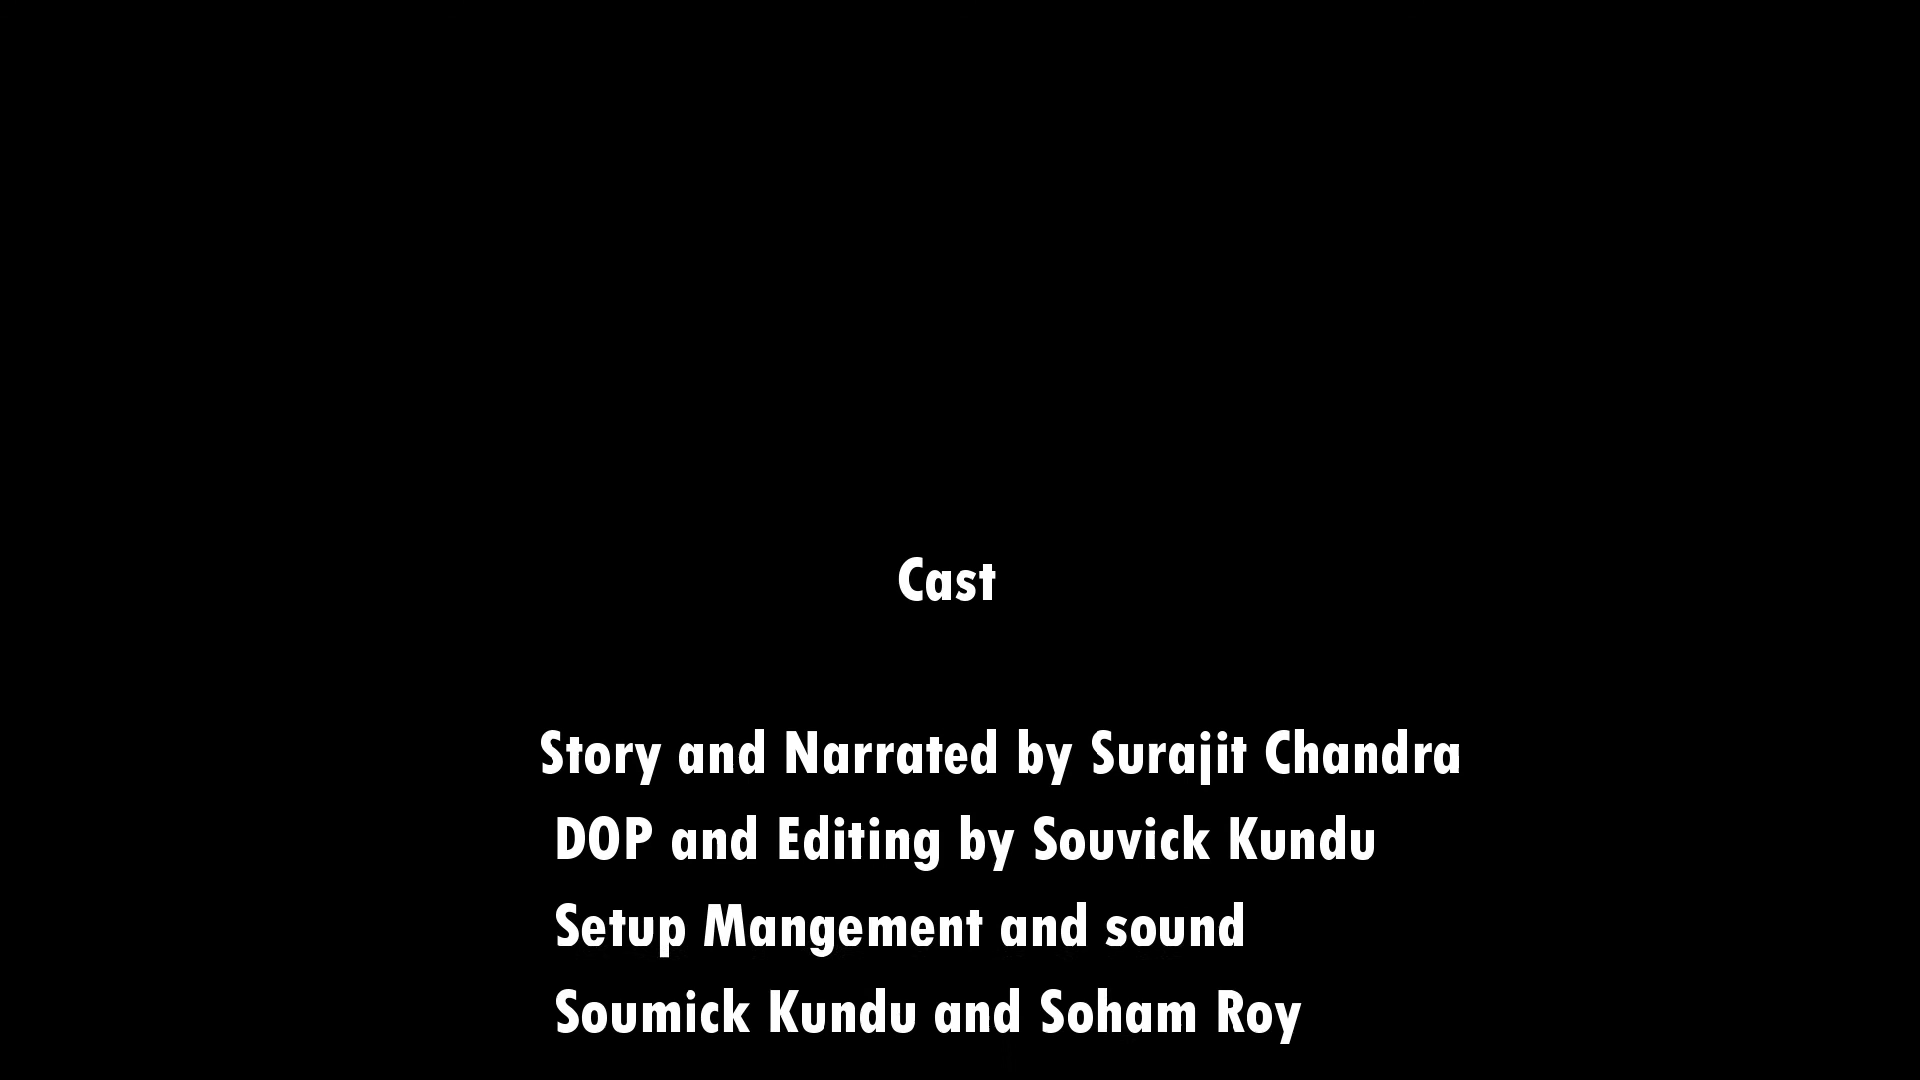 Cast
Story and Narrated by Surajit Chandra
DOP and Editing by Souvick Kundu
Setup Mangement and sound
Soumick Kundu and Soham Roy